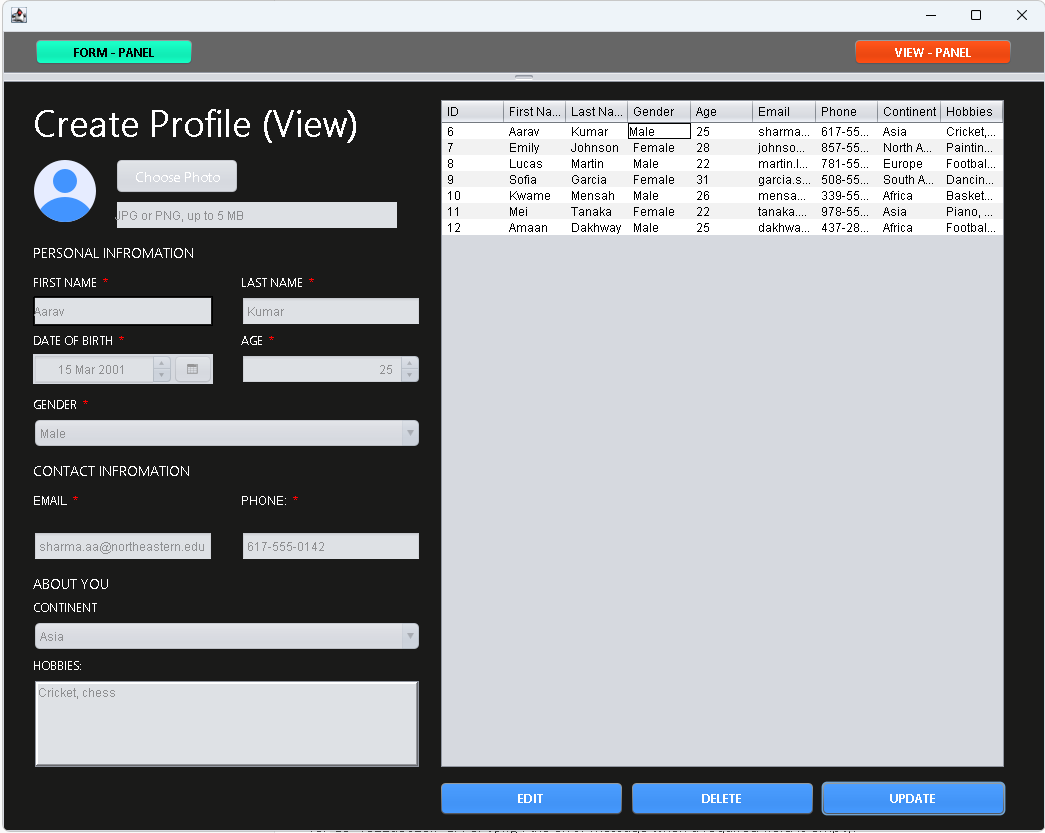 FORM - PANEL VIEW - PANEL
Create Profile (View)
Choose Photo
JPG or PNG, up to 5 MB
PERSONAL INFROMATION
FIRST NAME * LAST NAME *
Aarav Kumar
DATE OF BIRTH * AGE *
15 Mar 2001 25
GENDER *
Male
CONTACT INFROMATION
EMAIL * PHONE: *
sharma.aa@northeastern.edu 617-555-0142
ABOUT YOU
CONTINENT
Asia
HOBBIES:
Cricket, chess
ID First Na... Last Na... Gender Age Email Phone Continent Hobbies
6 Aarav Kumar Male 25 sharma... 617-55... Asia Cricket,...
7 Emily Johnson Female 28 johnso... 857-55... North A... Paintin...
8 Lucas Martin Male 22 martin.l... 781-55... Europe Footbal...
9 Sofia Garcia Female 31 garcia.s... 508-55... South A... Dancin...
10 Kwame Mensah Male 26 mensa... 339-55... Africa Basket...
11 Mei Tanaka Female 22 tanaka.... 978-55... Asia Piano, ...
12 Amaan Dakhway Male 25 dakhwa... 437-28... Africa Footbal...
EDIT DELETE UPDATE